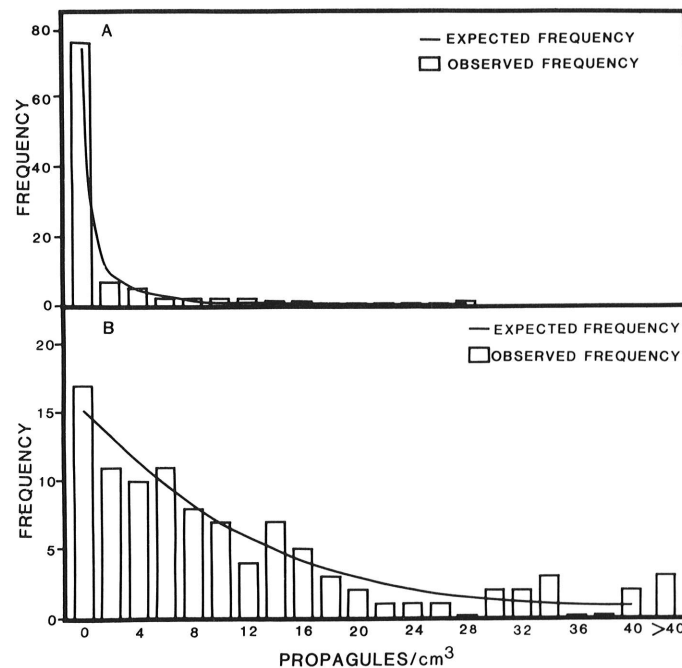 A
— EXPECTED FREQUENCY
OBSERVED FREQUENCY
80
60
40
20
0
FREQUENCY
B
— EXPECTED FREQUENCY
OBSERVED FREQUENCY
20
15
10
5
0
FREQUENCY
0 4 8 12 16 20 24 28 32 36 40 >40
PROPAGULES/cm³